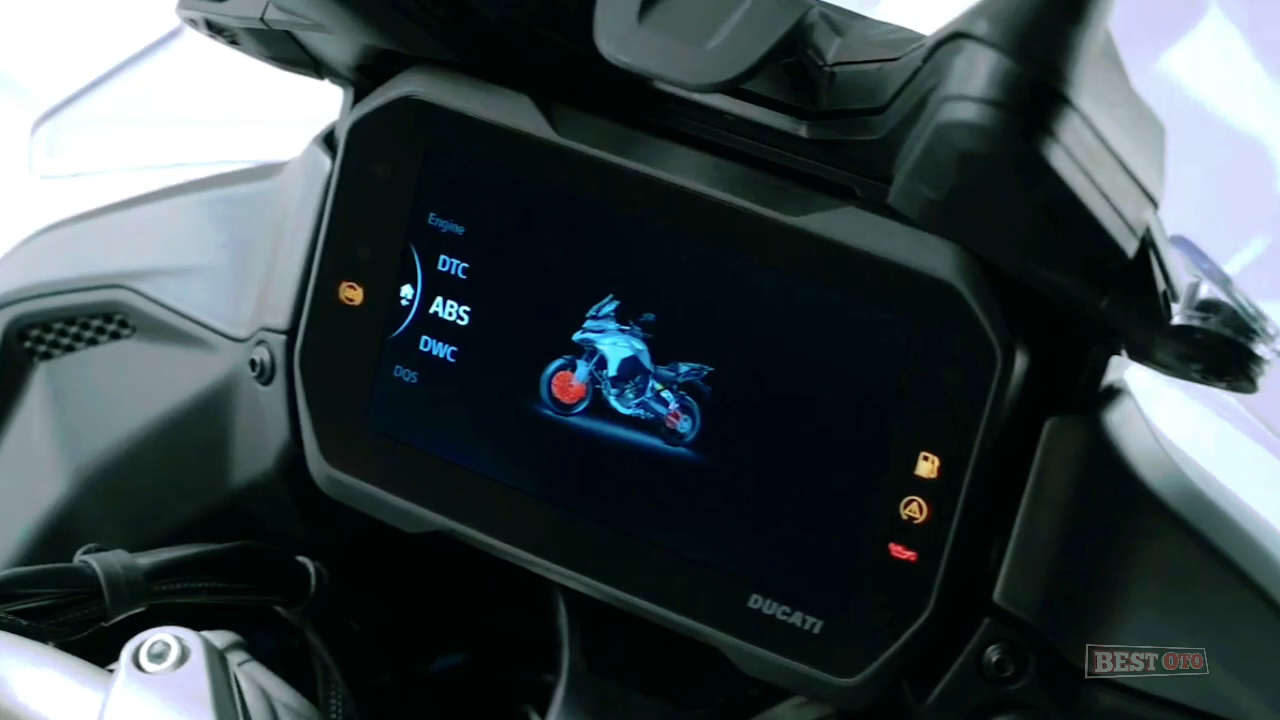 Engine
DTC
ABS
DWC
DQS
DUCATI
BEST OTO